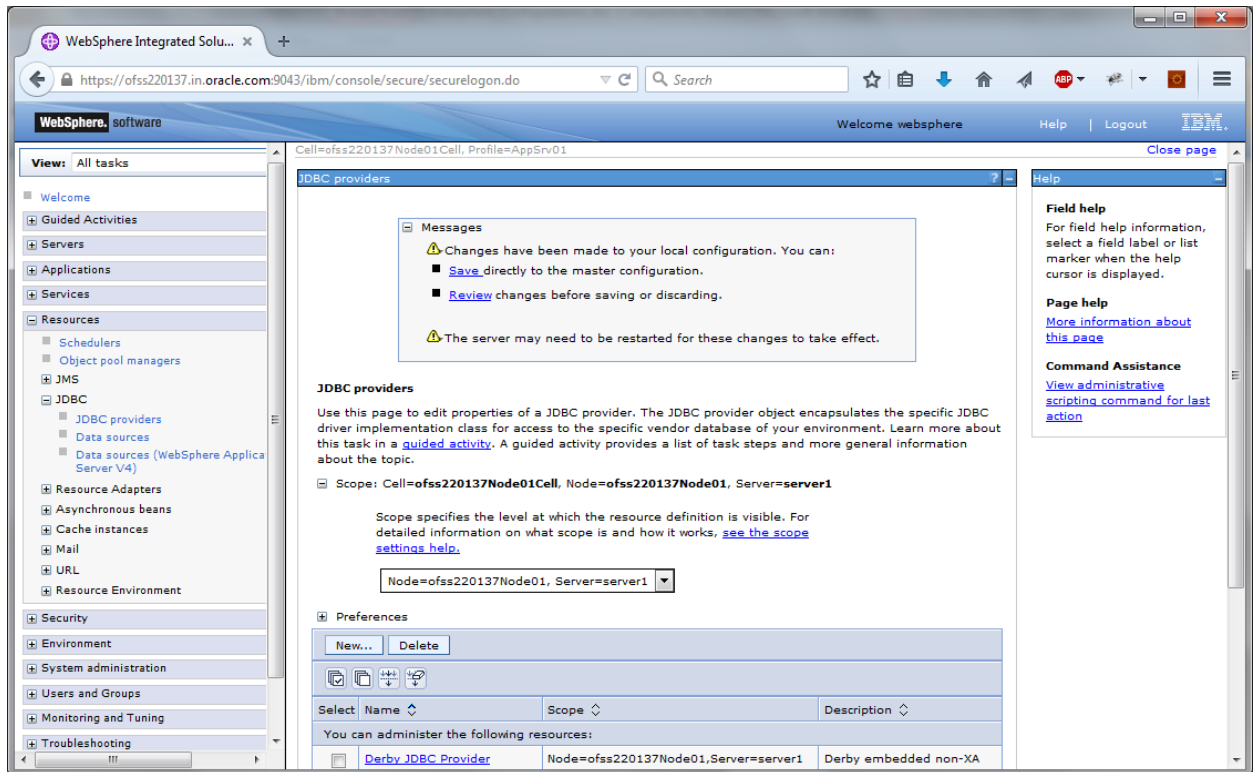 WebSphere Integrated Solu...
https://ofss220137.in.oracle.com:9043/ibm/console/secure/securelogon.do
Search
ABP
WebSphere. software
Welcome websphere
Help | Logout
IBM.
View: All tasks
Welcome
Guided Activities
Servers
Applications
Services
Resources
Schedulers
Object pool managers
JMS
JDBC
JDBC providers
Data sources
Data sources (WebSphere Applica
Server V4)
Resource Adapters
Asynchronous beans
Cache instances
Mail
URL
Resource Environment
Security
Environment
System administration
Users and Groups
Monitoring and Tuning
Troubleshooting
Cell=ofss220137Node01Cell, Profile=AppSrv01
Close page
JDBC providers
?
Messages
Changes have been made to your local configuration. You can:
Save directly to the master configuration.
Review changes before saving or discarding.
The server may need to be restarted for these changes to take effect.
JDBC providers
Use this page to edit properties of a JDBC provider. The JDBC provider object encapsulates the specific JDBC
driver implementation class for access to the specific vendor database of your environment. Learn more about
this task in a guided activity. A guided activity provides a list of task steps and more general information
about the topic.
Scope: Cell=ofss220137Node01Cell, Node=ofss220137Node01, Server=server1
Scope specifies the level at which the resource definition is visible. For
detailed information on what scope is and how it works, see the scope
settings help.
Node=ofss220137Node01, Server=server1
Preferences
New... Delete
Select Name Scope Description
You can administer the following resources:
Derby JDBC Provider Node=ofss220137Node01,Server=server1 Derby embedded non-XA
Help
Field help
For field help information,
select a field label or list
marker when the help
cursor is displayed.
Page help
More information about
this page
Command Assistance
View administrative
scripting command for last
action